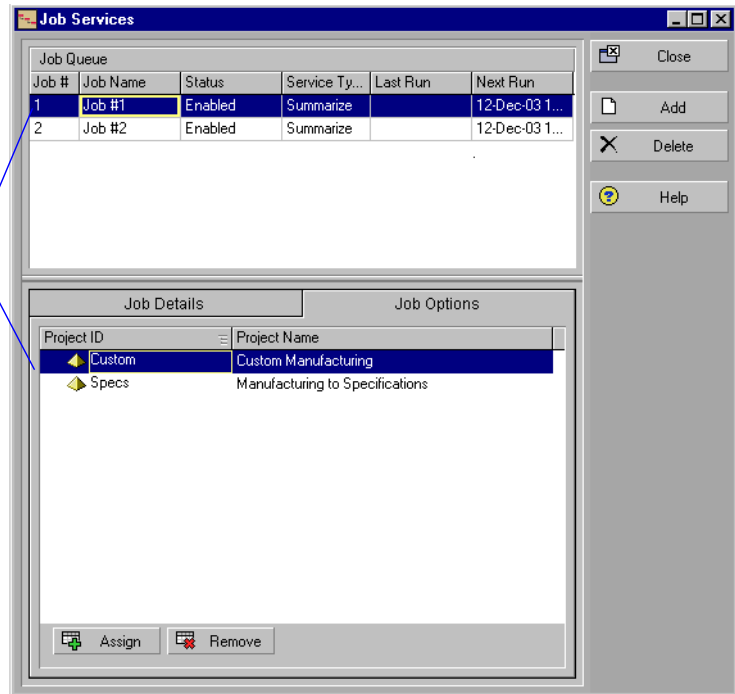 Job Services
Job Queue
Job # Job Name Status Service Ty... Last Run Next Run
1 Job #1 Enabled Summarize 12-Dec-03 1...
2 Job #2 Enabled Summarize 12-Dec-03 1...
Close
Add
Delete
Help
Job Details Job Options
Project ID Project Name
Custom Custom Manufacturing
Specs Manufacturing to Specifications
Assign Remove